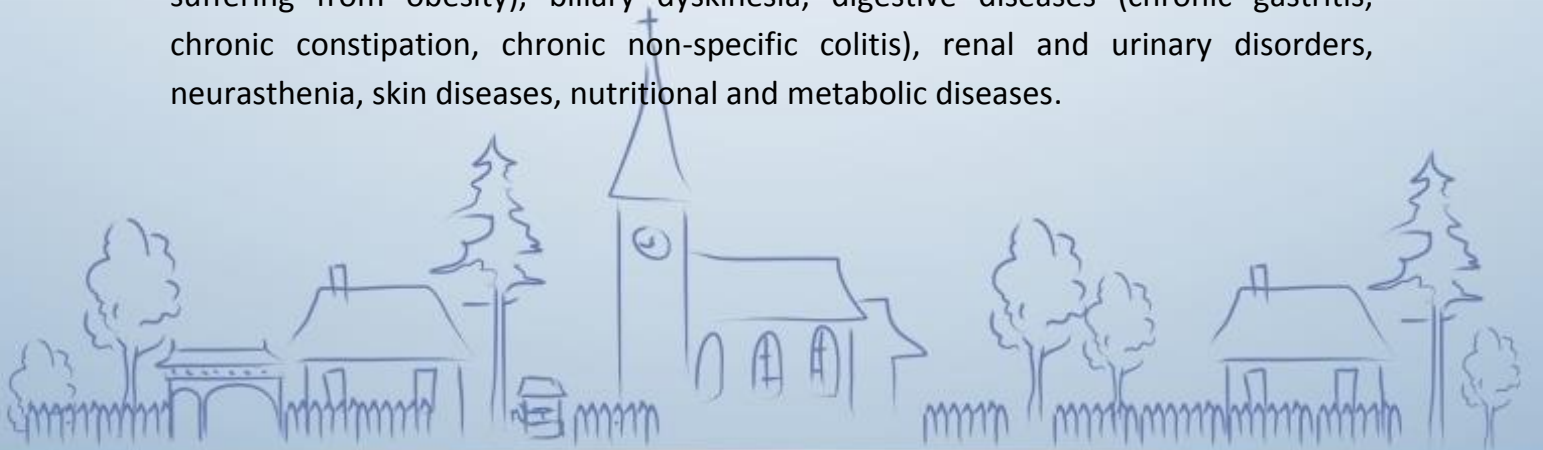 suffering from obesity), biliary dyskinesia, digestive diseases (chronic gastritis,
chronic constipation, chronic non-specific colitis), renal and urinary disorders,
neurasthenia, skin diseases, nutritional and metabolic diseases.